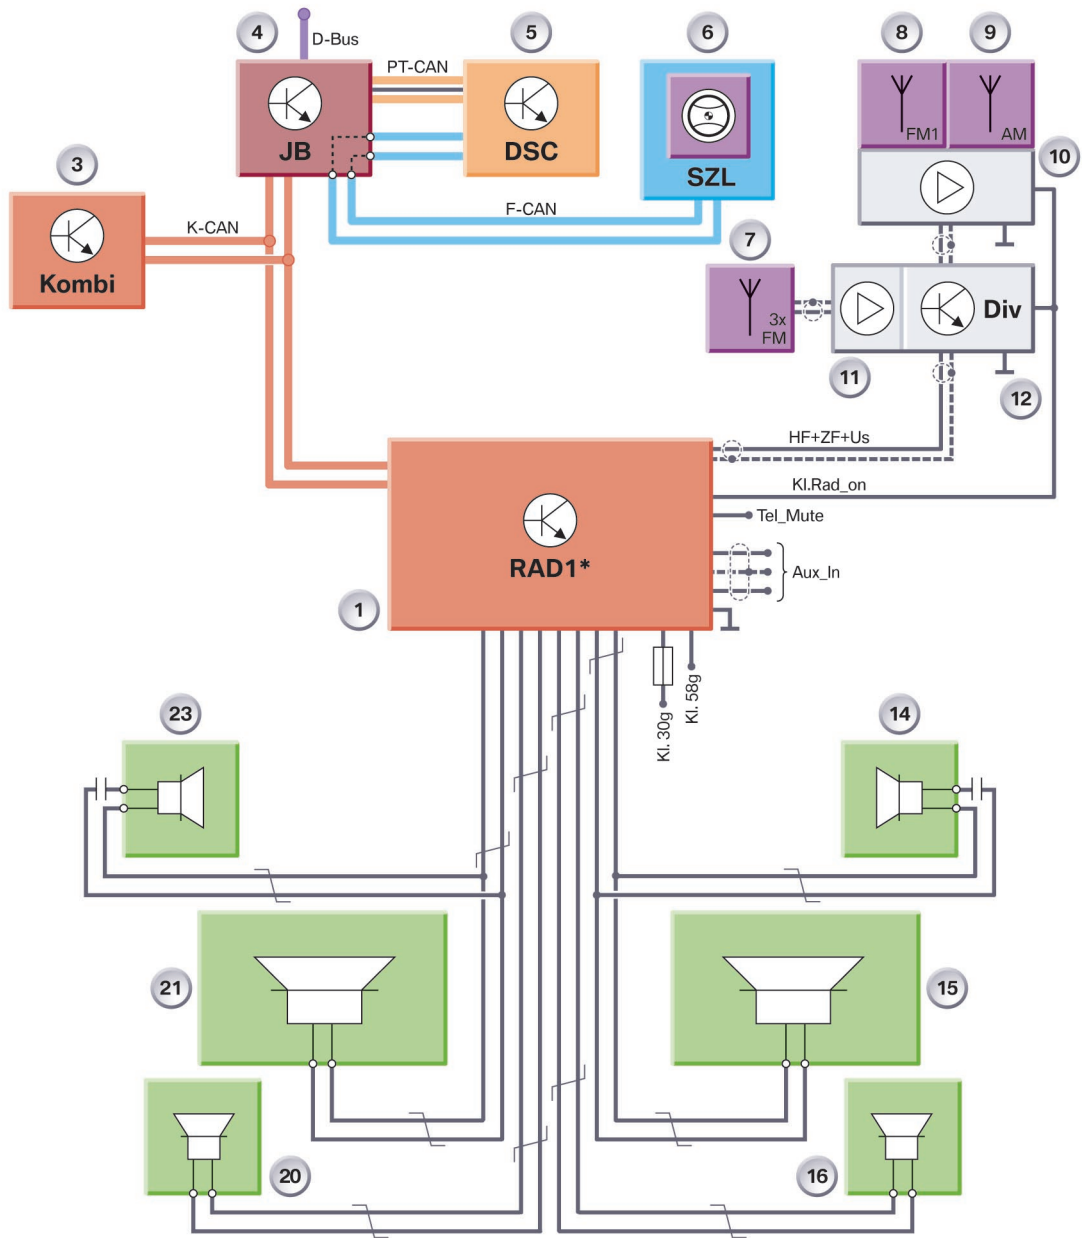 4
5
6
8
9
D-Bus
PT-CAN
FM1
AM
JB
DSC
SZL
10
3
F-CAN
K-CAN
7
Kombi
3x
FM
Div
11
12
HF+ZF+Us
Kl.Rad_on
Tel_Mute
RAD1*
Aux_In
1
Kl. 30g
Kl. 58g
23
14
21
15
20
16